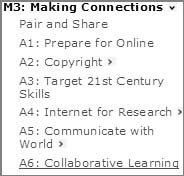 M3: Making Connections
Pair and Share
A1: Prepare for Online
A2: Copyright
A3: Target 21st Century
Skills
A4: Internet for Research
A5: Communicate with
World
A6: Collaborative Learning